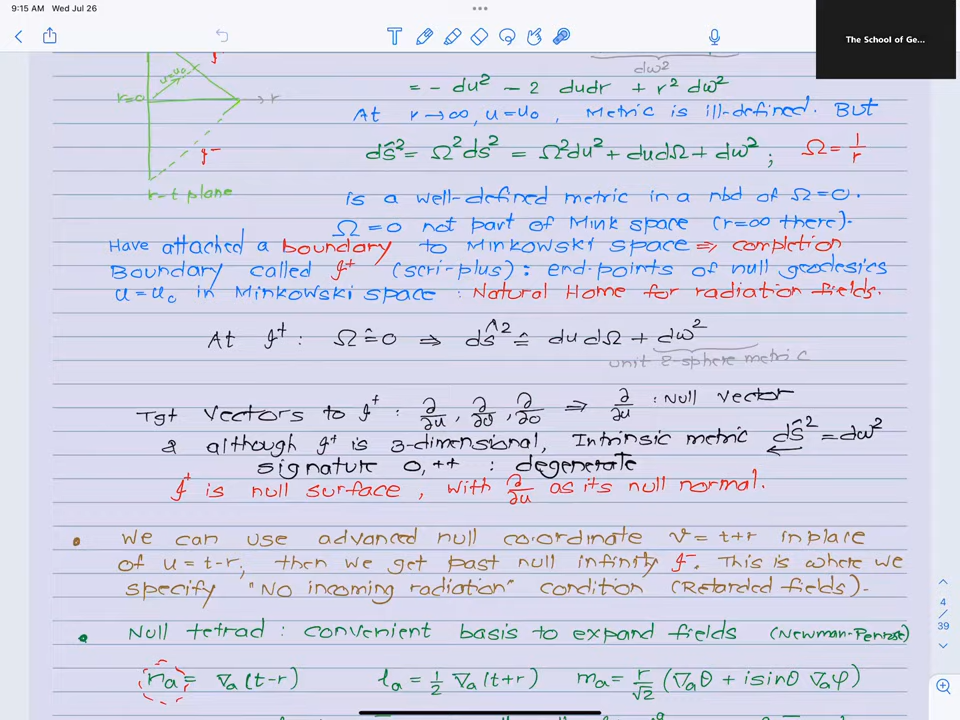 9:15 AM Wed Jul 26
The School of Ge...
u=u₀
r=0
r
𝓘⁻
r-t plane
dω²
= - du² - 2 dudr + r² dω²
At r→∞, u=u₀, Metric is ill-defined. But
dŝ² = Ω²ds² = Ω²du² + dudΩ + dω² ; Ω = 1/r
is a well-defined metric in a nbd of Ω=0.
Ω=0 not part of Mink space (r=∞ there).
Have attached a boundary to Minkowski space ⇒ completion
Boundary called 𝓘⁺ (scri-plus): end-points of null geodesics
u=u₀ in Minkowski space : Natural Home for radiation fields.
At 𝓘⁺ : Ω ≙ 0 ⇒ dŝ² ≙ du dΩ + dω²
unit 2-sphere metric
Tgt vectors to 𝓘⁺ : ∂/∂u, ∂/∂θ, ∂/∂φ ⇒ ∂/∂u : Null vector
& although 𝓘⁺ is 3-dimensional, Intrinsic metric dŝ² = dω²
signature 0,++ : degenerate
𝓘⁺ is null surface, with ∂/∂u as its null normal.
• We can use advanced null coordinate v = t+r in place
of u = t-r, then we get past null infinity 𝓘⁻. This is where we
specify "No incoming radiation" condition (Retarded fields).
• Null tetrad : convenient basis to expand fields (Newman-Penrose)
nₐ = ∇ₐ(t-r) lₐ = 1/2 ∇ₐ(t+r) mₐ = r/√2 (∇ₐθ + i sinθ ∇ₐφ)
4
39